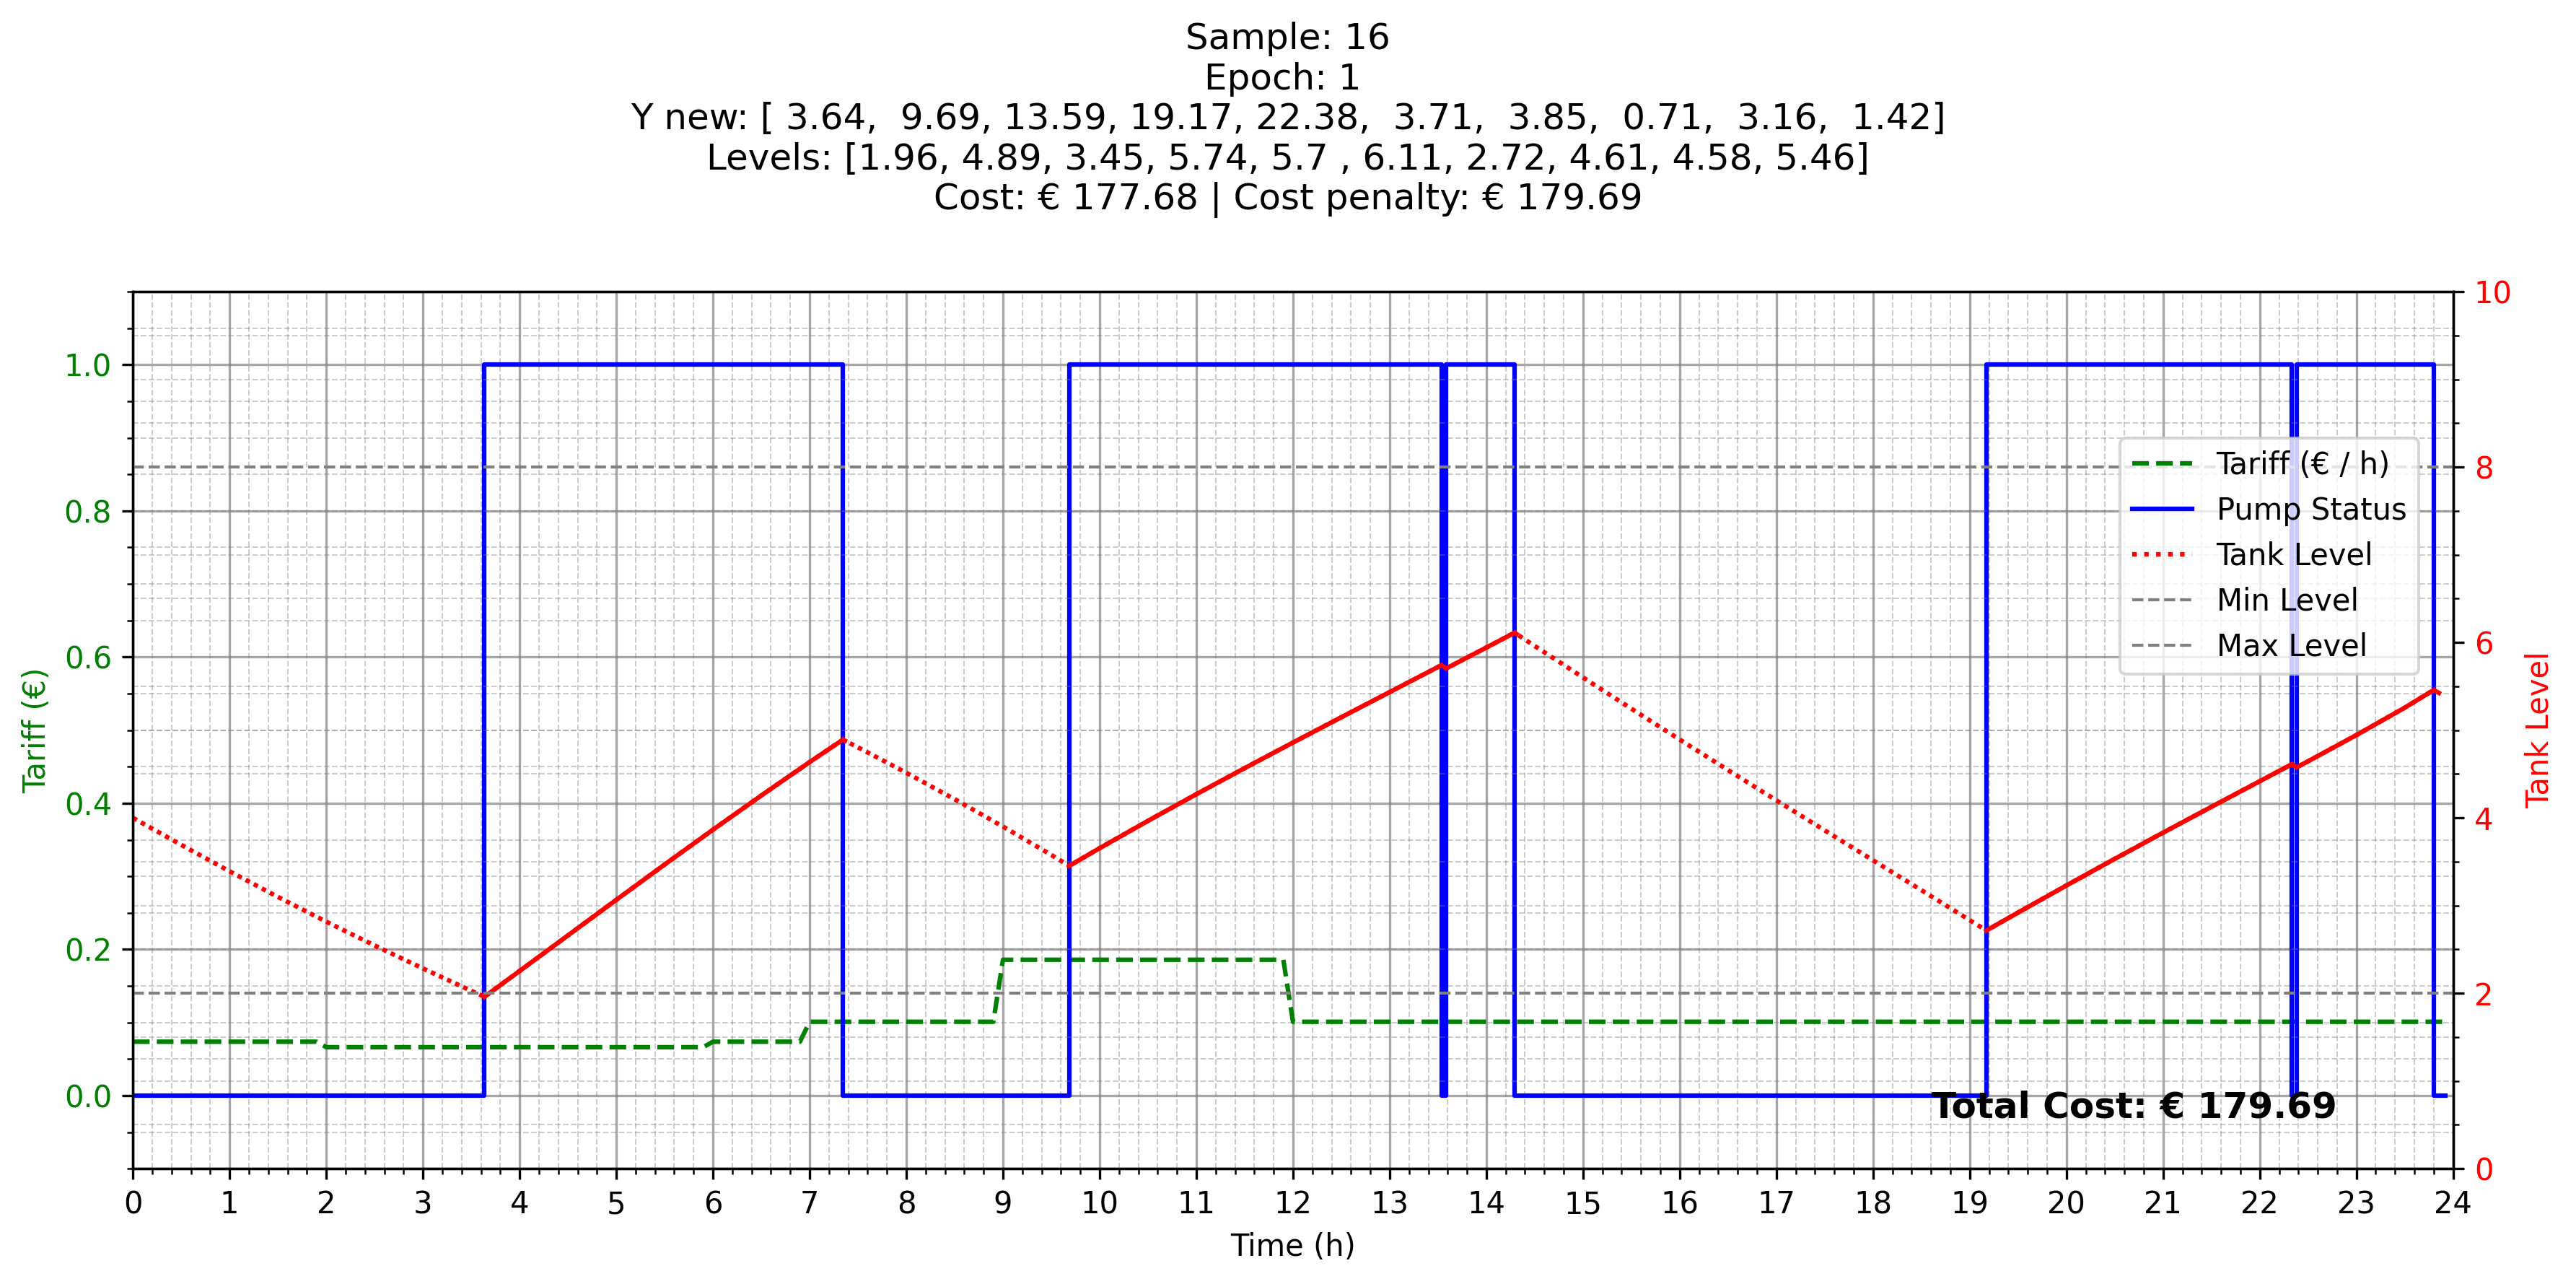 Sample: 16
Epoch: 1
Y new: [ 3.64,  9.69, 13.59, 19.17, 22.38,  3.71,  3.85,  0.71,  3.16,  1.42]
Levels: [1.96, 4.89, 3.45, 5.74, 5.7 , 6.11, 2.72, 4.61, 4.58, 5.46]
Cost: € 177.68 | Cost penalty: € 179.69
10
8
6
4
2
0
Tank Level
1.0
0.8
0.6
0.4
0.2
0.0
Tariff (€)
Tariff (€ / h)
Pump Status
Tank Level
Min Level
Max Level
Total Cost: € 179.69
0 1 2 3 4 5 6 7 8 9 10 11 12 13 14 15 16 17 18 19 20 21 22 23 24
Time (h)